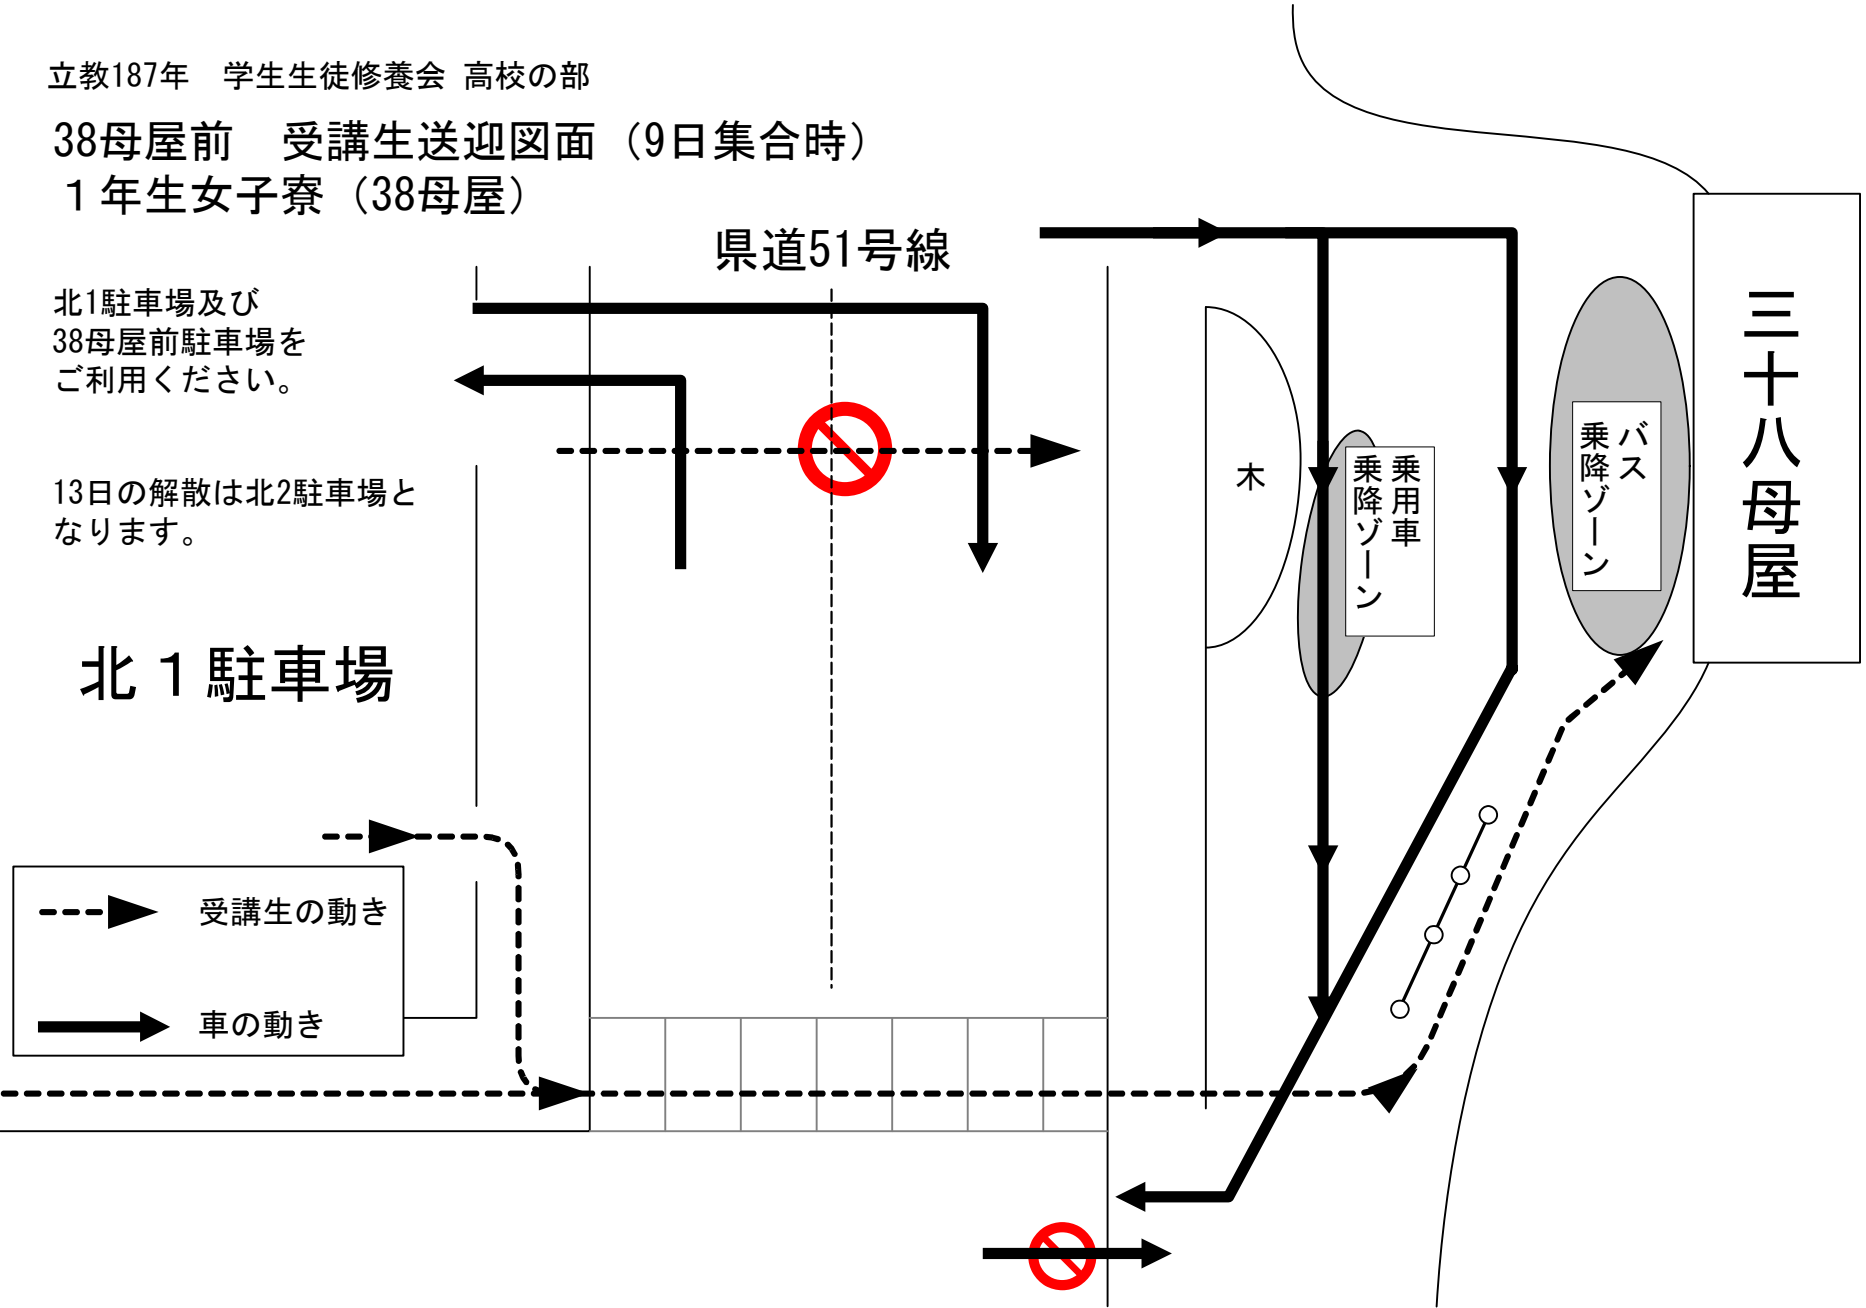 立教187年　学生生徒修養会 高校の部
38母屋前　受講生送迎図面（9日集合時）
１年生女子寮（38母屋）
県道51号線
北1駐車場及び
38母屋前駐車場を
ご利用ください。
13日の解散は北2駐車場と
なります。
北１駐車場
木
乗用車
乗降ゾーン
バス
乗降ゾーン
三十八母屋
受講生の動き
車の動き